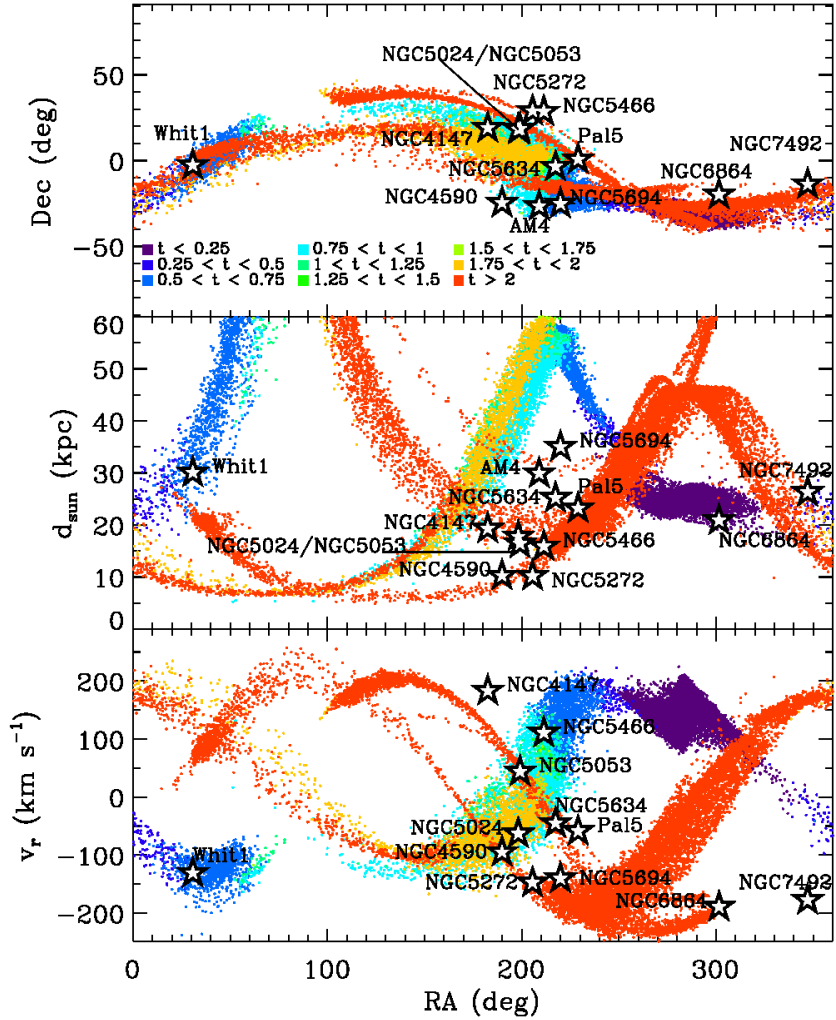 NGC5024/NGC5053
NGC5272
NGC5466
Whit1
NGC4147
Pal5
NGC7492
NGC5634
NGC6864
NGC4590
NGC5694
AM4
50
0
−50
Dec (deg)
t < 0.25 0.75 < t < 1 1.5 < t < 1.75
0.25 < t < 0.5 1 < t < 1.25 1.75 < t < 2
0.5 < t < 0.75 1.25 < t < 1.5 t > 2
60
50
40
30
20
10
0
d_sun (kpc)
NGC5694
Whit1
AM4
NGC7492
NGC5634
Pal5
NGC4147
NGC5024/NGC5053
NGC5466
NGC6864
NGC4590
NGC5272
200
100
0
−100
−200
v_r (km s⁻¹)
NGC4147
NGC5466
NGC5053
NGC5634
NGC5024
Pal5
NGC4590
Whit1
NGC5272
NGC5694
NGC7492
NGC6864
0 100 200 300
RA (deg)